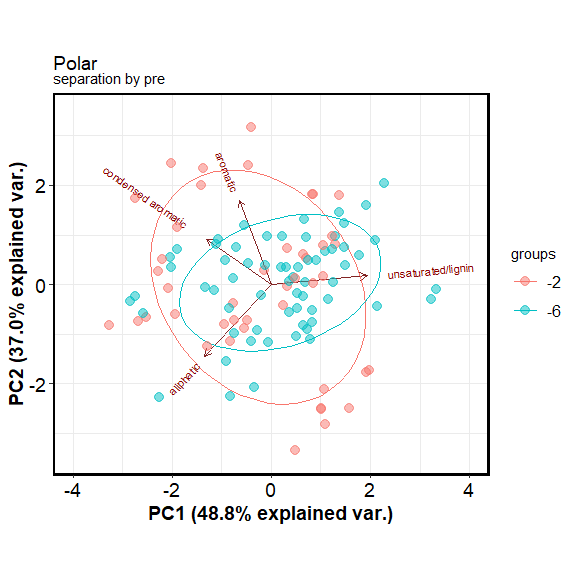 Polar
separation by pre
PC2 (37.0% explained var.)
2
0
-2
condensed aromatic
aromatic
unsaturated/lignin
aliphatic
-4
-2
0
2
4
PC1 (48.8% explained var.)
groups
-2
-6